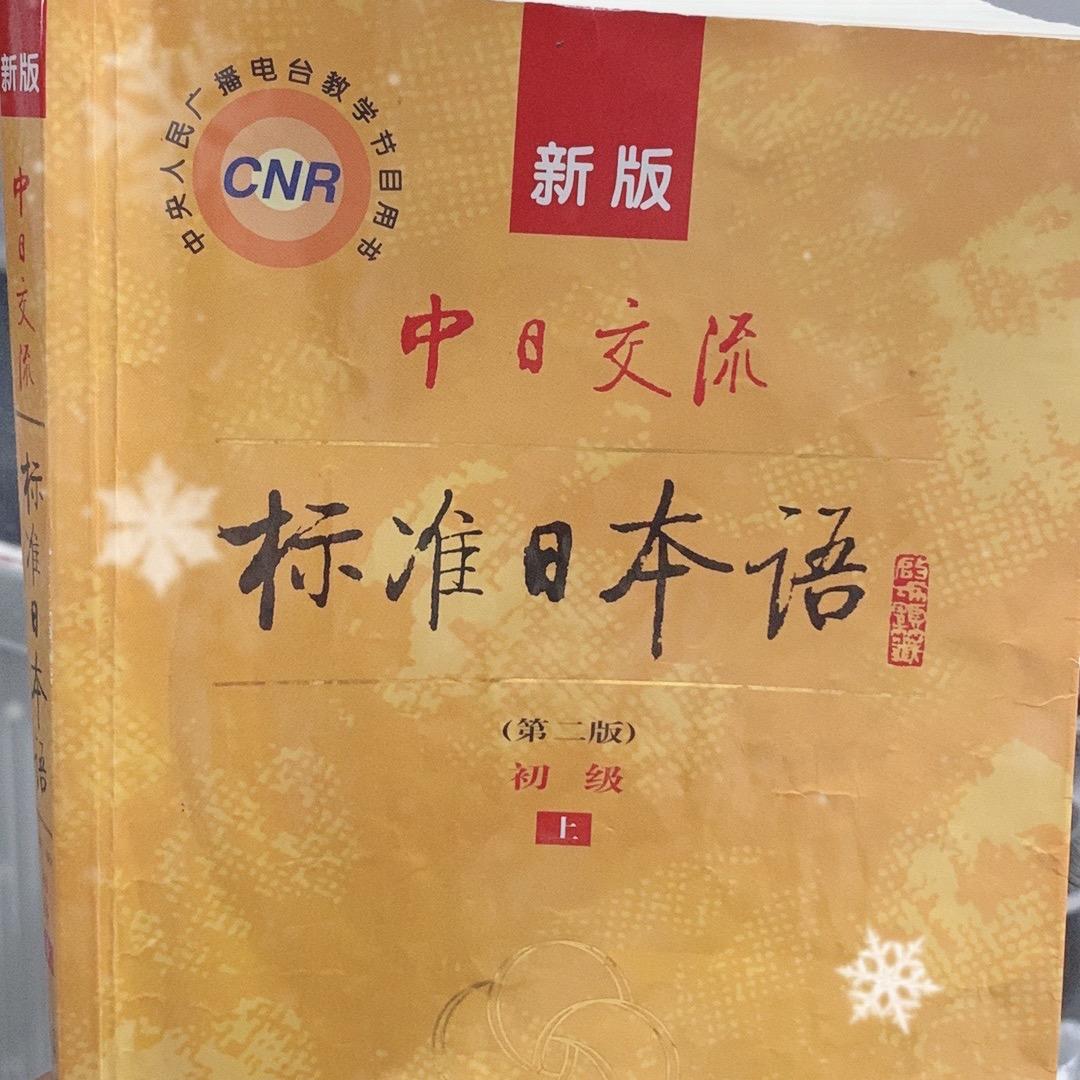 新版
中日交流
标准日本语
中央人民广播电台教学节目用书
CNR
新版
中日交流
标准日本语
(第二版)
初级
上